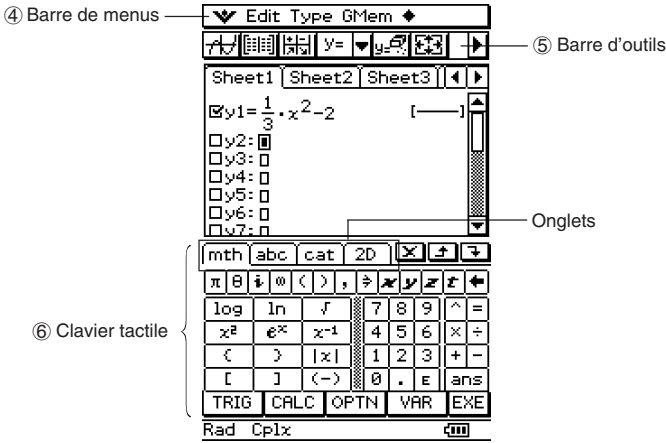 ④ Barre de menus
Edit Type GMem ◆
y= ▼ y=
⑤ Barre d'outils
Sheet1 Sheet2 Sheet3
☑y1=1/3·x²-2 [—]
□y2:
□y3:
□y4:
□y5:
□y6:
□y7:
Onglets
mth abc cat 2D
π θ i ∞ ( ) , ⇒ x y z t ←
log ln √ 7 8 9 ^ =
x² eˣ x⁻¹ 4 5 6 × ÷
⑥ Clavier tactile
{ } |x| 1 2 3 + −
[ ] (−) 0 . E ans
TRIG CALC OPTN VAR EXE
Rad Cplx